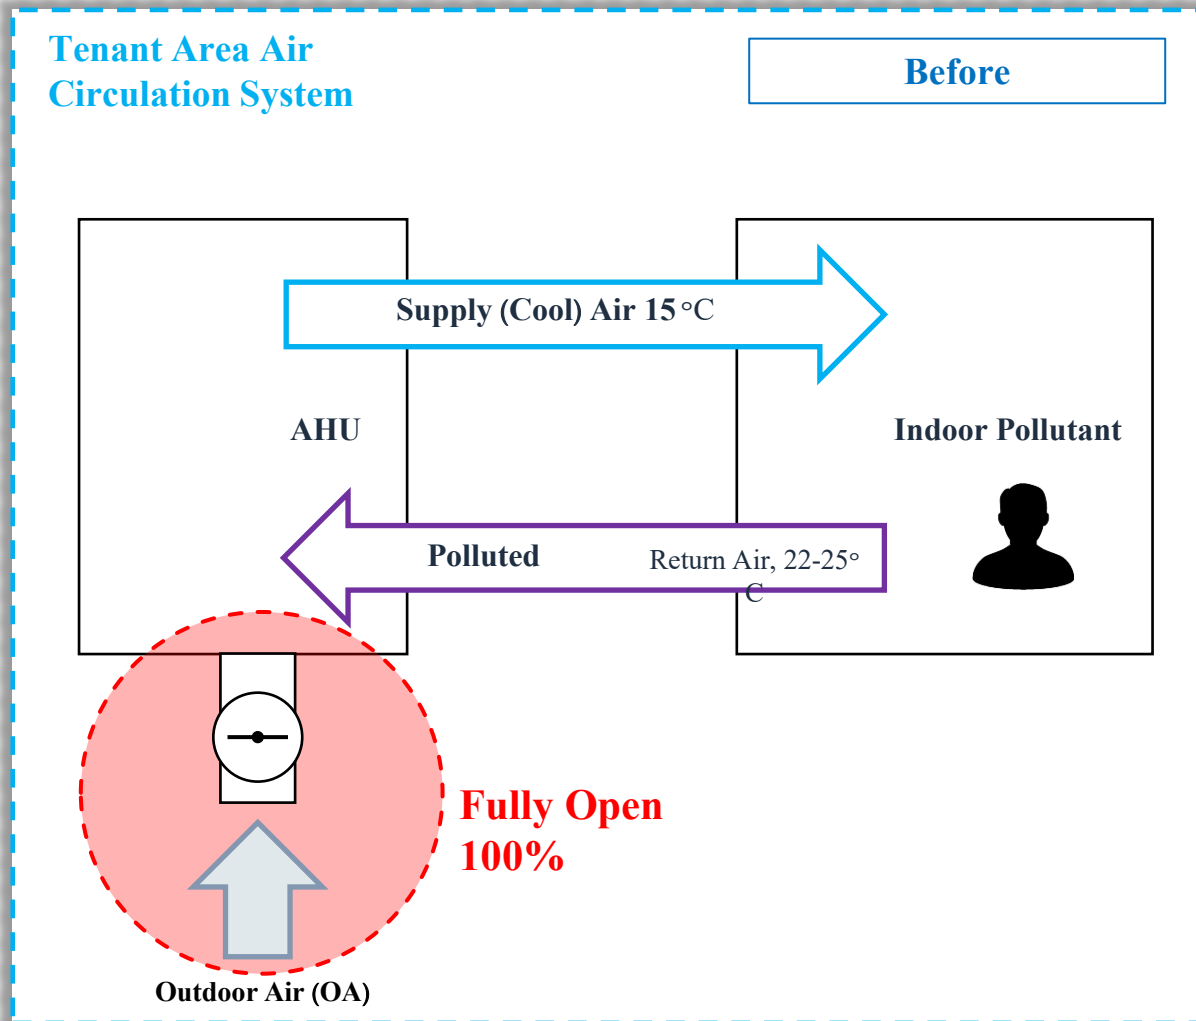 Tenant Area Air
Circulation System
Before
Supply (Cool) Air 15 °C
AHU
Indoor Pollutant
Polluted
Return Air, 22-25°
C
Fully Open
100%
Outdoor Air (OA)